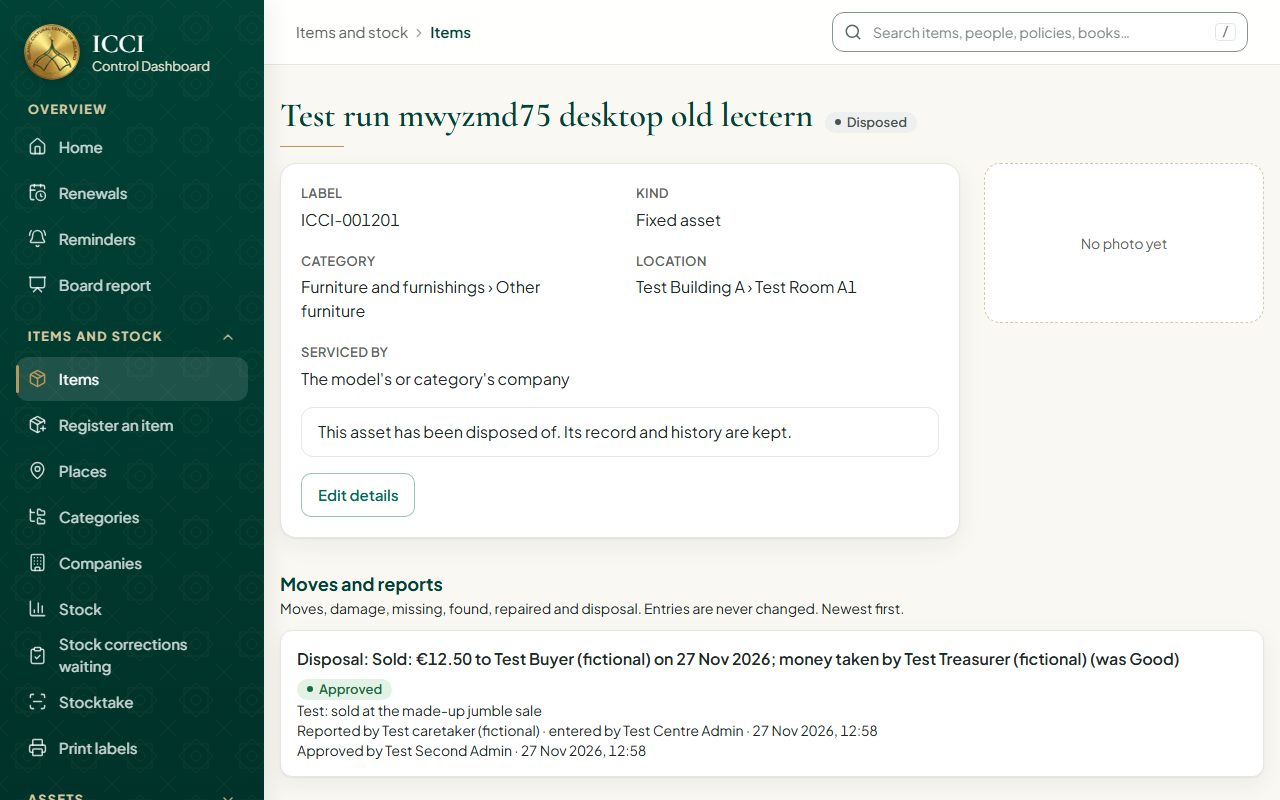 ICCI
Control Dashboard
OVERVIEW
Home
Renewals
Reminders
Board report
ITEMS AND STOCK
Items
Register an item
Places
Categories
Companies
Stock
Stock corrections
waiting
Stocktake
Print labels
ASSETS
Items and stock › Items
Search items, people, policies, books…
/
Test run mwyzmd75 desktop old lectern
Disposed
LABEL
ICCI-001201
KIND
Fixed asset
CATEGORY
Furniture and furnishings › Other
furniture
LOCATION
Test Building A › Test Room A1
SERVICED BY
The model's or category's company
This asset has been disposed of. Its record and history are kept.
Edit details
No photo yet
Moves and reports
Moves, damage, missing, found, repaired and disposal. Entries are never changed. Newest first.
Disposal: Sold: €12.50 to Test Buyer (fictional) on 27 Nov 2026; money taken by Test Treasurer (fictional) (was Good)
Approved
Test: sold at the made-up jumble sale
Reported by Test caretaker (fictional) · entered by Test Centre Admin · 27 Nov 2026, 12:58
Approved by Test Second Admin · 27 Nov 2026, 12:58